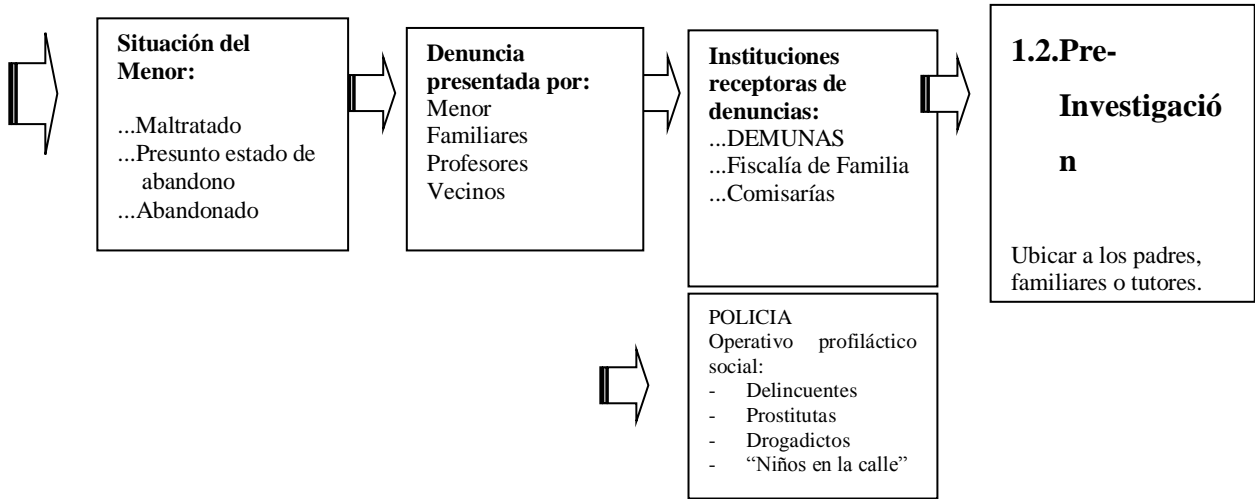 Situación del
Menor:
...Maltratado
...Presunto estado de
abandono
...Abandonado
Denuncia
presentada por:
Menor
Familiares
Profesores
Vecinos
Instituciones
receptoras de
denuncias:
...DEMUNAS
...Fiscalía de Familia
...Comisarías
1.2.Pre-
Investigació
n
Ubicar a los padres,
familiares o tutores.
POLICIA
Operativo profiláctico
social:
- Delincuentes
- Prostitutas
- Drogadictos
- “Niños en la calle”